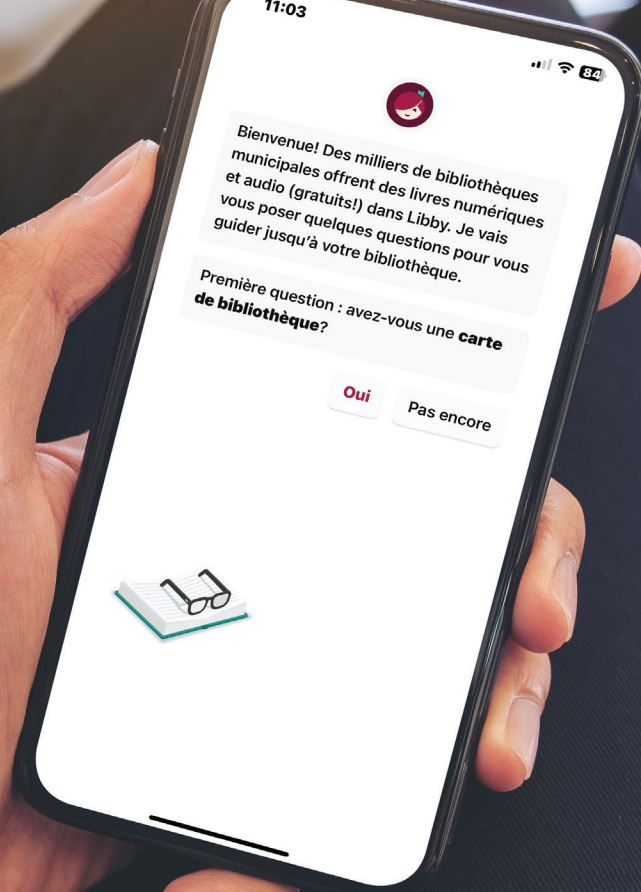 11:03
84
Bienvenue! Des milliers de bibliothèques
municipales offrent des livres numériques
et audio (gratuits!) dans Libby. Je vais
vous poser quelques questions pour vous
guider jusqu'à votre bibliothèque.
Première question : avez-vous une carte
de bibliothèque?
Oui
Pas encore